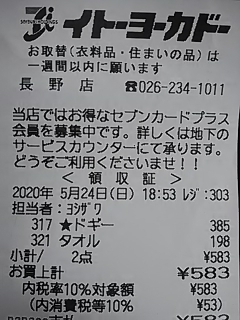 イトーヨーカドー
お取替(衣料品・住まいの品)は
一週間以内に願います
長野店 ☎026-234-1011
当店ではお得なセブンカードプラス
会員を募集中です。詳しくは地下の
サービスカウンターにて承ります。
どうぞご利用くださいませ!!
<領収証>
2020年 5月24日(日) 18:53 レジ:303
担当者:ヨシザワ
317 ★ドギー 385
321 タオル 198
小計/ 2点 ¥583
お買上計 ¥583
内税率10%対象額 ¥583
(内消費税等10% ¥53)